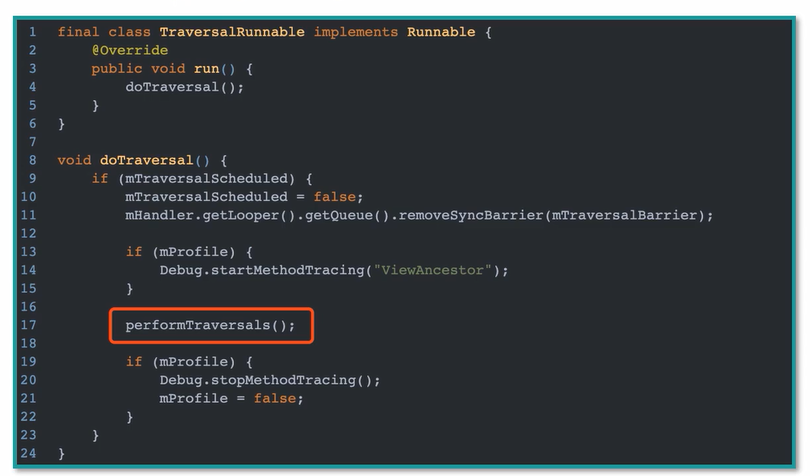 1 final class TraversalRunnable implements Runnable {
2     @Override
3     public void run() {
4         doTraversal();
5     }
6 }
7
8 void doTraversal() {
9     if (mTraversalScheduled) {
10         mTraversalScheduled = false;
11         mHandler.getLooper().getQueue().removeSyncBarrier(mTraversalBarrier);
12
13         if (mProfile) {
14             Debug.startMethodTracing("ViewAncestor");
15         }
16
17         performTraversals();
18
19         if (mProfile) {
20             Debug.stopMethodTracing();
21             mProfile = false;
22         }
23     }
24 }